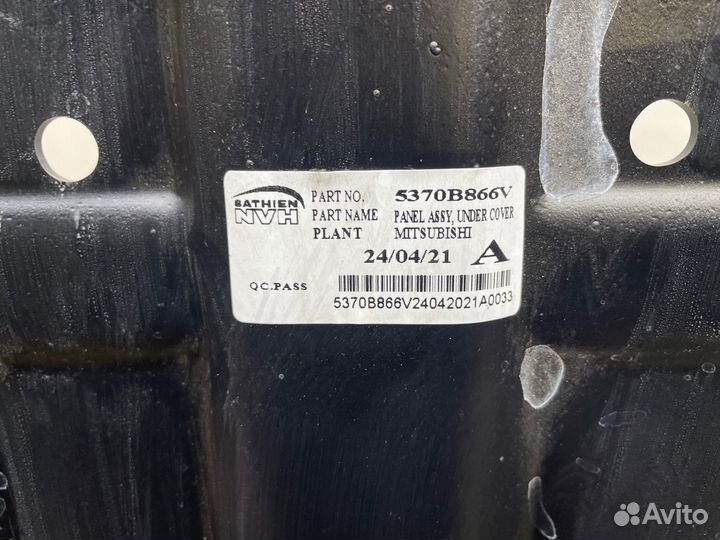 SATHIEN
NVH
PART NO. 5370B866V
PART NAME PANEL ASSY, UNDER COVER
PLANT MITSUBISHI
24/04/21 A
QC.PASS
5370B866V24042021A0033
Avito